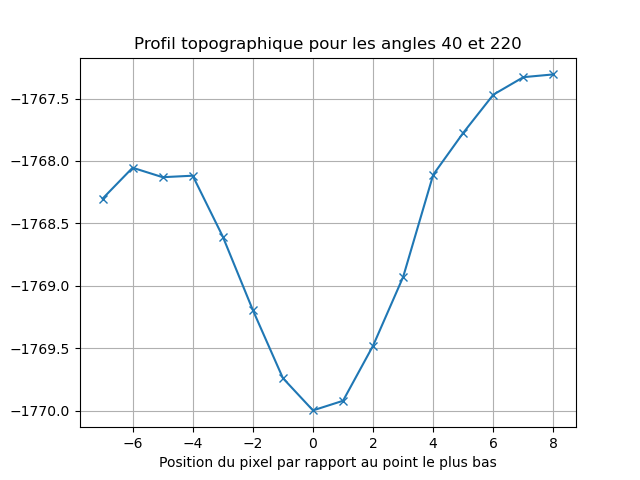 Profil topographique pour les angles 40 et 220
−1767.5
−1768.0
−1768.5
−1769.0
−1769.5
−1770.0
−6 −4 −2 0 2 4 6 8
Position du pixel par rapport au point le plus bas